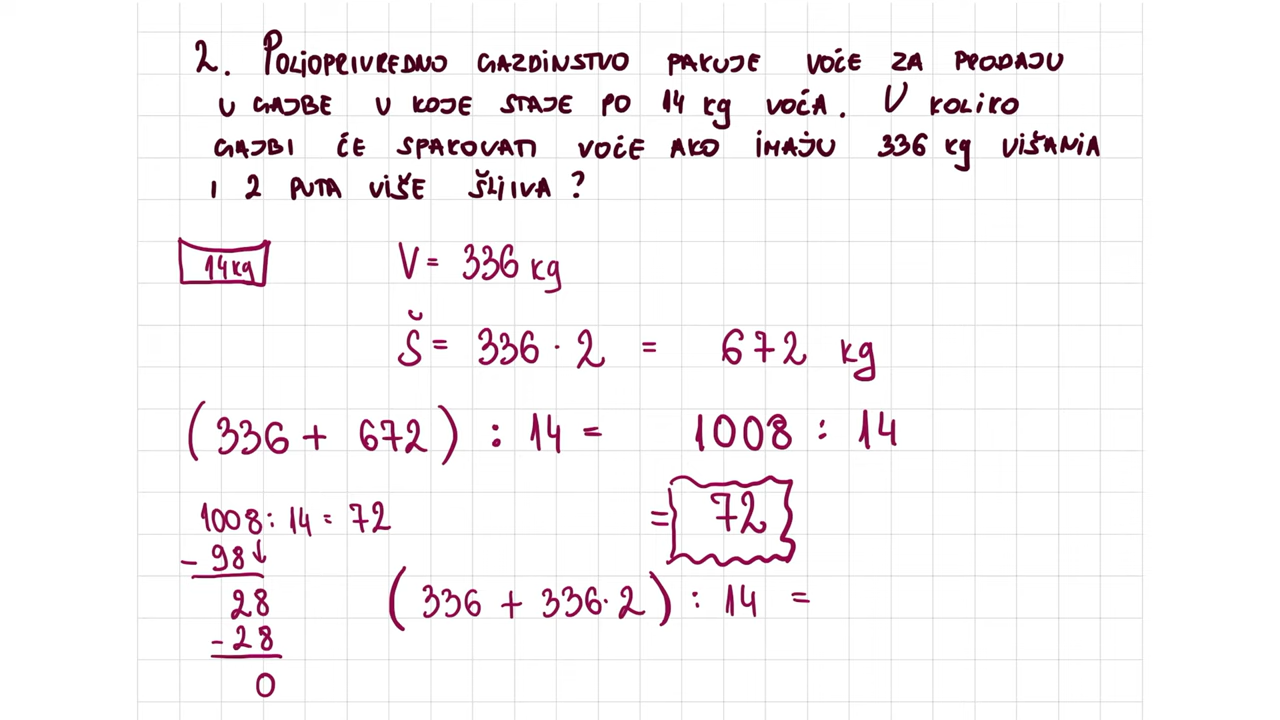 2. POLJOPRIVREDNO GAZDINSTVO PAKUJE VOĆE ZA PRODAJU
U GAJBE U KOJE STAJE PO 14 kg VOĆA. U KOLIKO
GAJBI ĆE SPAKOVATI VOĆE AKO IMAJU 336 kg VIŠANJA
I 2 PUTA VIŠE ŠLJIVA?
14kg
V = 336 kg
Š = 336 · 2 = 672 kg
(336 + 672) : 14 = 1008 : 14
= 72
1008 : 14 = 72
- 98↓
28
- 28
0
(336 + 336·2) : 14 =